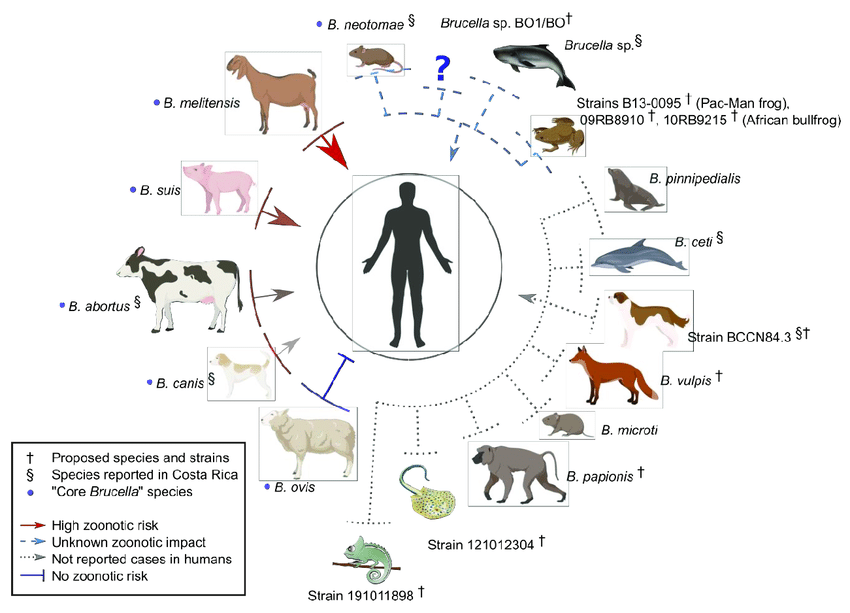 B. neotomae §
Brucella sp. BO1/BO†
Brucella sp.§
?
B. melitensis
Strains B13-0095 † (Pac-Man frog),
09RB8910 †, 10RB9215 † (African bullfrog)
B. suis
B. pinnipedialis
B. ceti §
B. abortus §
Strain BCCN84.3 §†
B. canis §
B. vulpis †
B. microti
B. ovis
B. papionis †
Strain 121012304 †
Strain 191011898 †
† Proposed species and strains
§ Species reported in Costa Rica
"Core Brucella" species
High zoonotic risk
Unknown zoonotic impact
Not reported cases in humans
No zoonotic risk